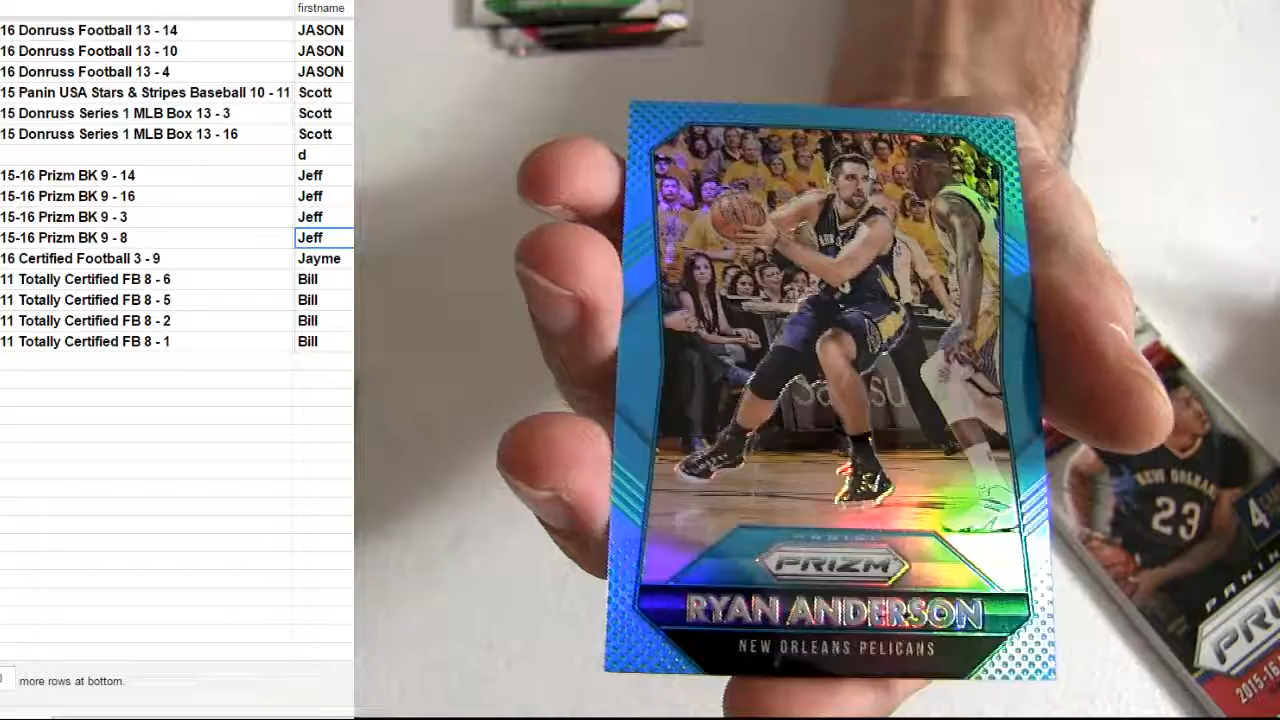 firstname
16 Donruss Football 13 - 14 JASON
16 Donruss Football 13 - 10 JASON
16 Donruss Football 13 - 4 JASON
15 Panin USA Stars & Stripes Baseball 10 - 11 Scott
15 Donruss Series 1 MLB Box 13 - 3 Scott
15 Donruss Series 1 MLB Box 13 - 16 Scott
d
15-16 Prizm BK 9 - 14 Jeff
15-16 Prizm BK 9 - 16 Jeff
15-16 Prizm BK 9 - 3 Jeff
15-16 Prizm BK 9 - 8 Jeff
16 Certified Football 3 - 9 Jayme
11 Totally Certified FB 8 - 6 Bill
11 Totally Certified FB 8 - 5 Bill
11 Totally Certified FB 8 - 2 Bill
11 Totally Certified FB 8 - 1 Bill
more rows at bottom.
PANINI
PRIZM
RYAN ANDERSON
NEW ORLEANS PELICANS
NEW ORLEANS
23
4
PANINI
2015-16